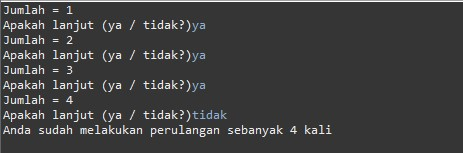 Jumlah = 1
Apakah lanjut (ya / tidak?)ya
Jumlah = 2
Apakah lanjut (ya / tidak?)ya
Jumlah = 3
Apakah lanjut (ya / tidak?)ya
Jumlah = 4
Apakah lanjut (ya / tidak?)tidak
Anda sudah melakukan perulangan sebanyak 4 kali